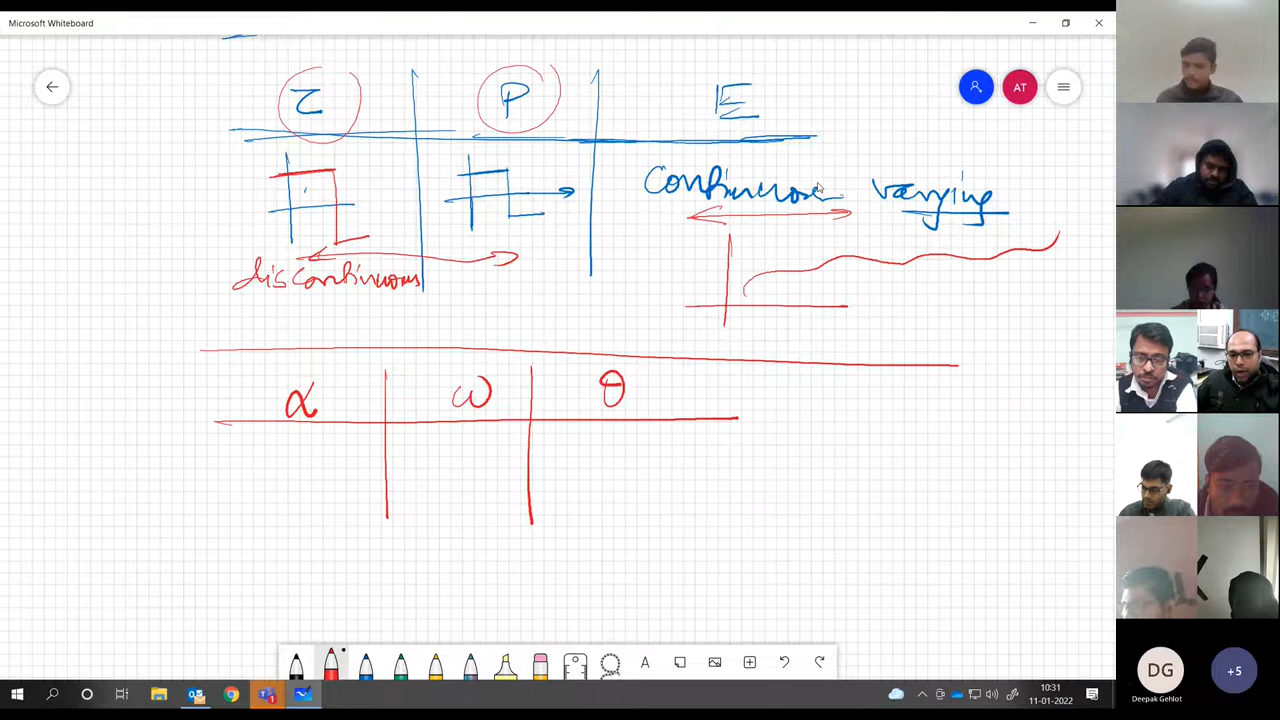 Microsoft Whiteboard
AT
τ P E
Continuous varying
discontinuous
α ω θ
A
DG
+5
Deepak Gehlot
10:31
11-01-2022